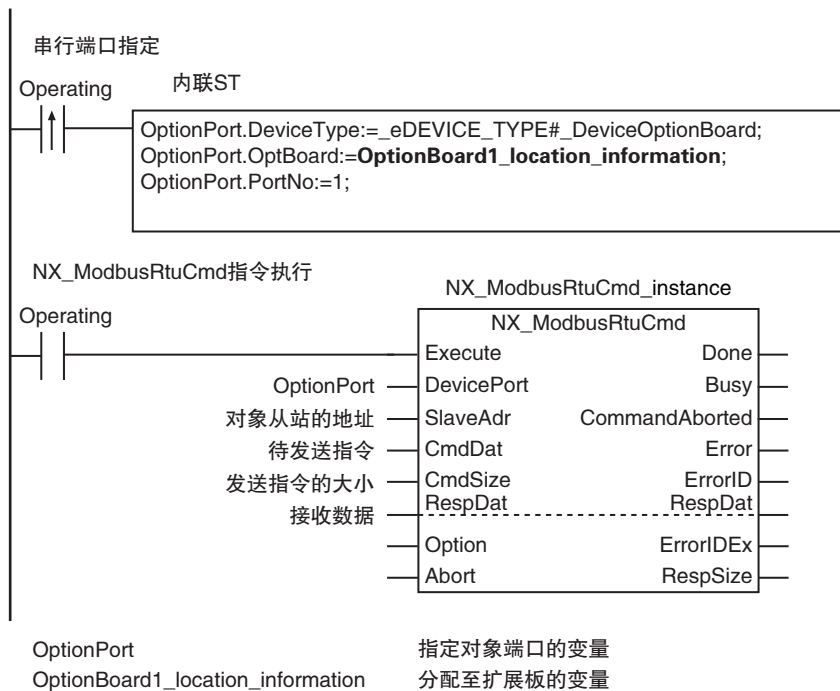 串行端口指定
Operating
内联ST
OptionPort.DeviceType:=_eDEVICE_TYPE#_DeviceOptionBoard;
OptionPort.OptBoard:=OptionBoard1_location_information;
OptionPort.PortNo:=1;
NX_ModbusRtuCmd指令执行
NX_ModbusRtuCmd_instance
Operating
NX_ModbusRtuCmd
Execute Done
OptionPort DevicePort Busy
对象从站的地址 SlaveAdr CommandAborted
待发送指令 CmdDat Error
发送指令的大小 CmdSize ErrorID
接收数据 RespDat RespDat
Option ErrorIDEx
Abort RespSize
OptionPort 指定对象端口的变量
OptionBoard1_location_information 分配至扩展板的变量